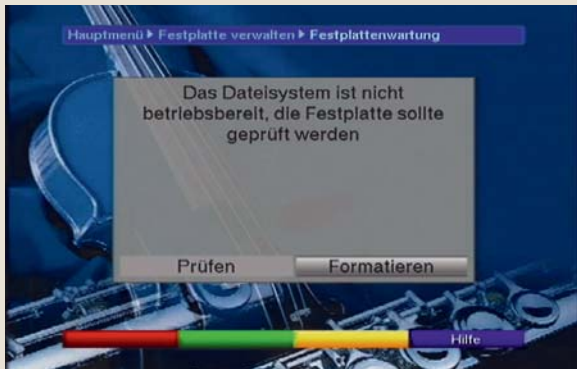 Hauptmenü ▸ Festplatte verwalten ▸ Festplattenwartung
Das Dateisystem ist nicht
betriebsbereit, die Festplatte sollte
geprüft werden
Prüfen Formatieren
Hilfe